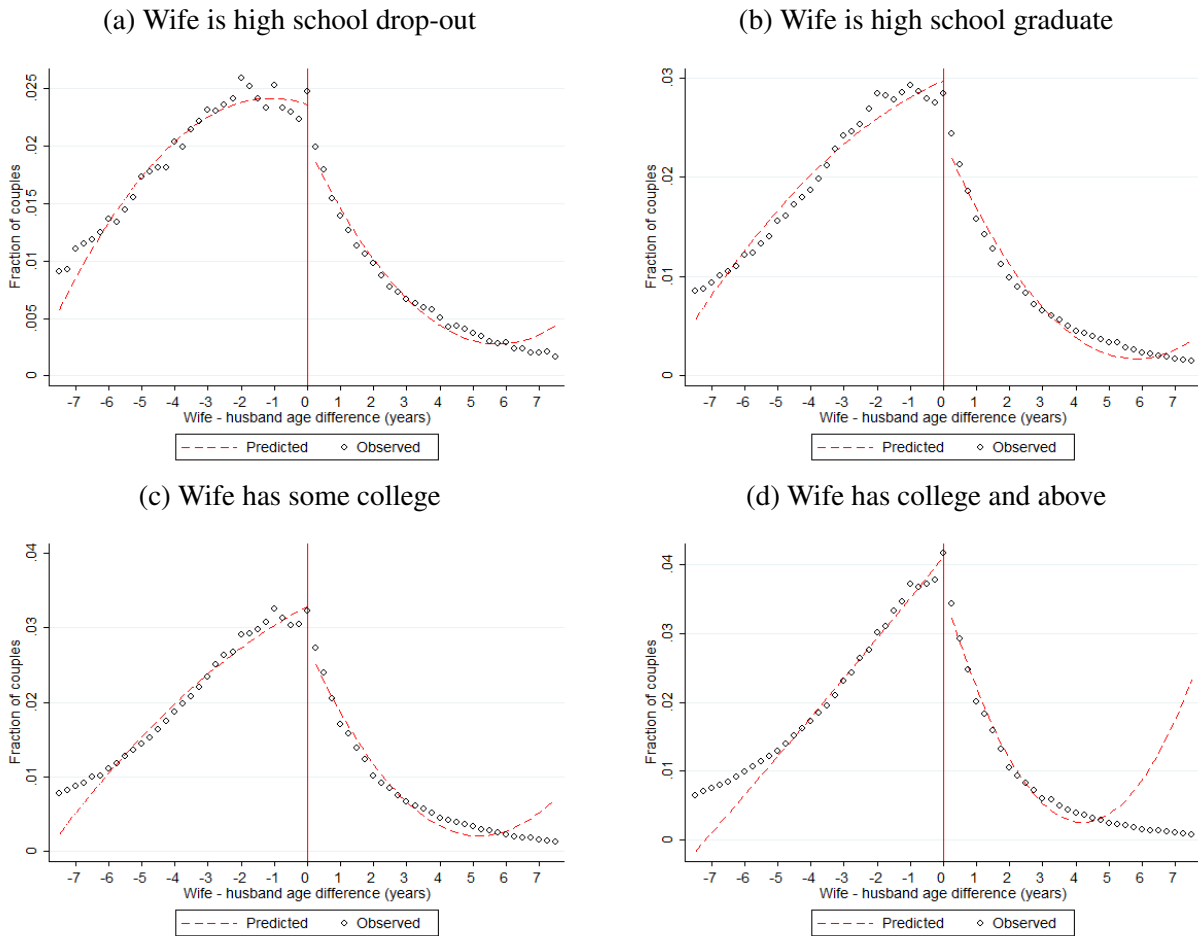 (a) Wife is high school drop-out
Fraction of couples
0 .005 .01 .015 .02 .025
-7 -6 -5 -4 -3 -2 -1 0 1 2 3 4 5 6 7
Wife - husband age difference (years)
Predicted Observed
(b) Wife is high school graduate
Fraction of couples
0 .01 .02 .03
-7 -6 -5 -4 -3 -2 -1 0 1 2 3 4 5 6 7
Wife - husband age difference (years)
Predicted Observed
(c) Wife has some college
Fraction of couples
0 .01 .02 .03 .04
-7 -6 -5 -4 -3 -2 -1 0 1 2 3 4 5 6 7
Wife - husband age difference (years)
Predicted Observed
(d) Wife has college and above
Fraction of couples
0 .01 .02 .03 .04
-7 -6 -5 -4 -3 -2 -1 0 1 2 3 4 5 6 7
Wife - husband age difference (years)
Predicted Observed